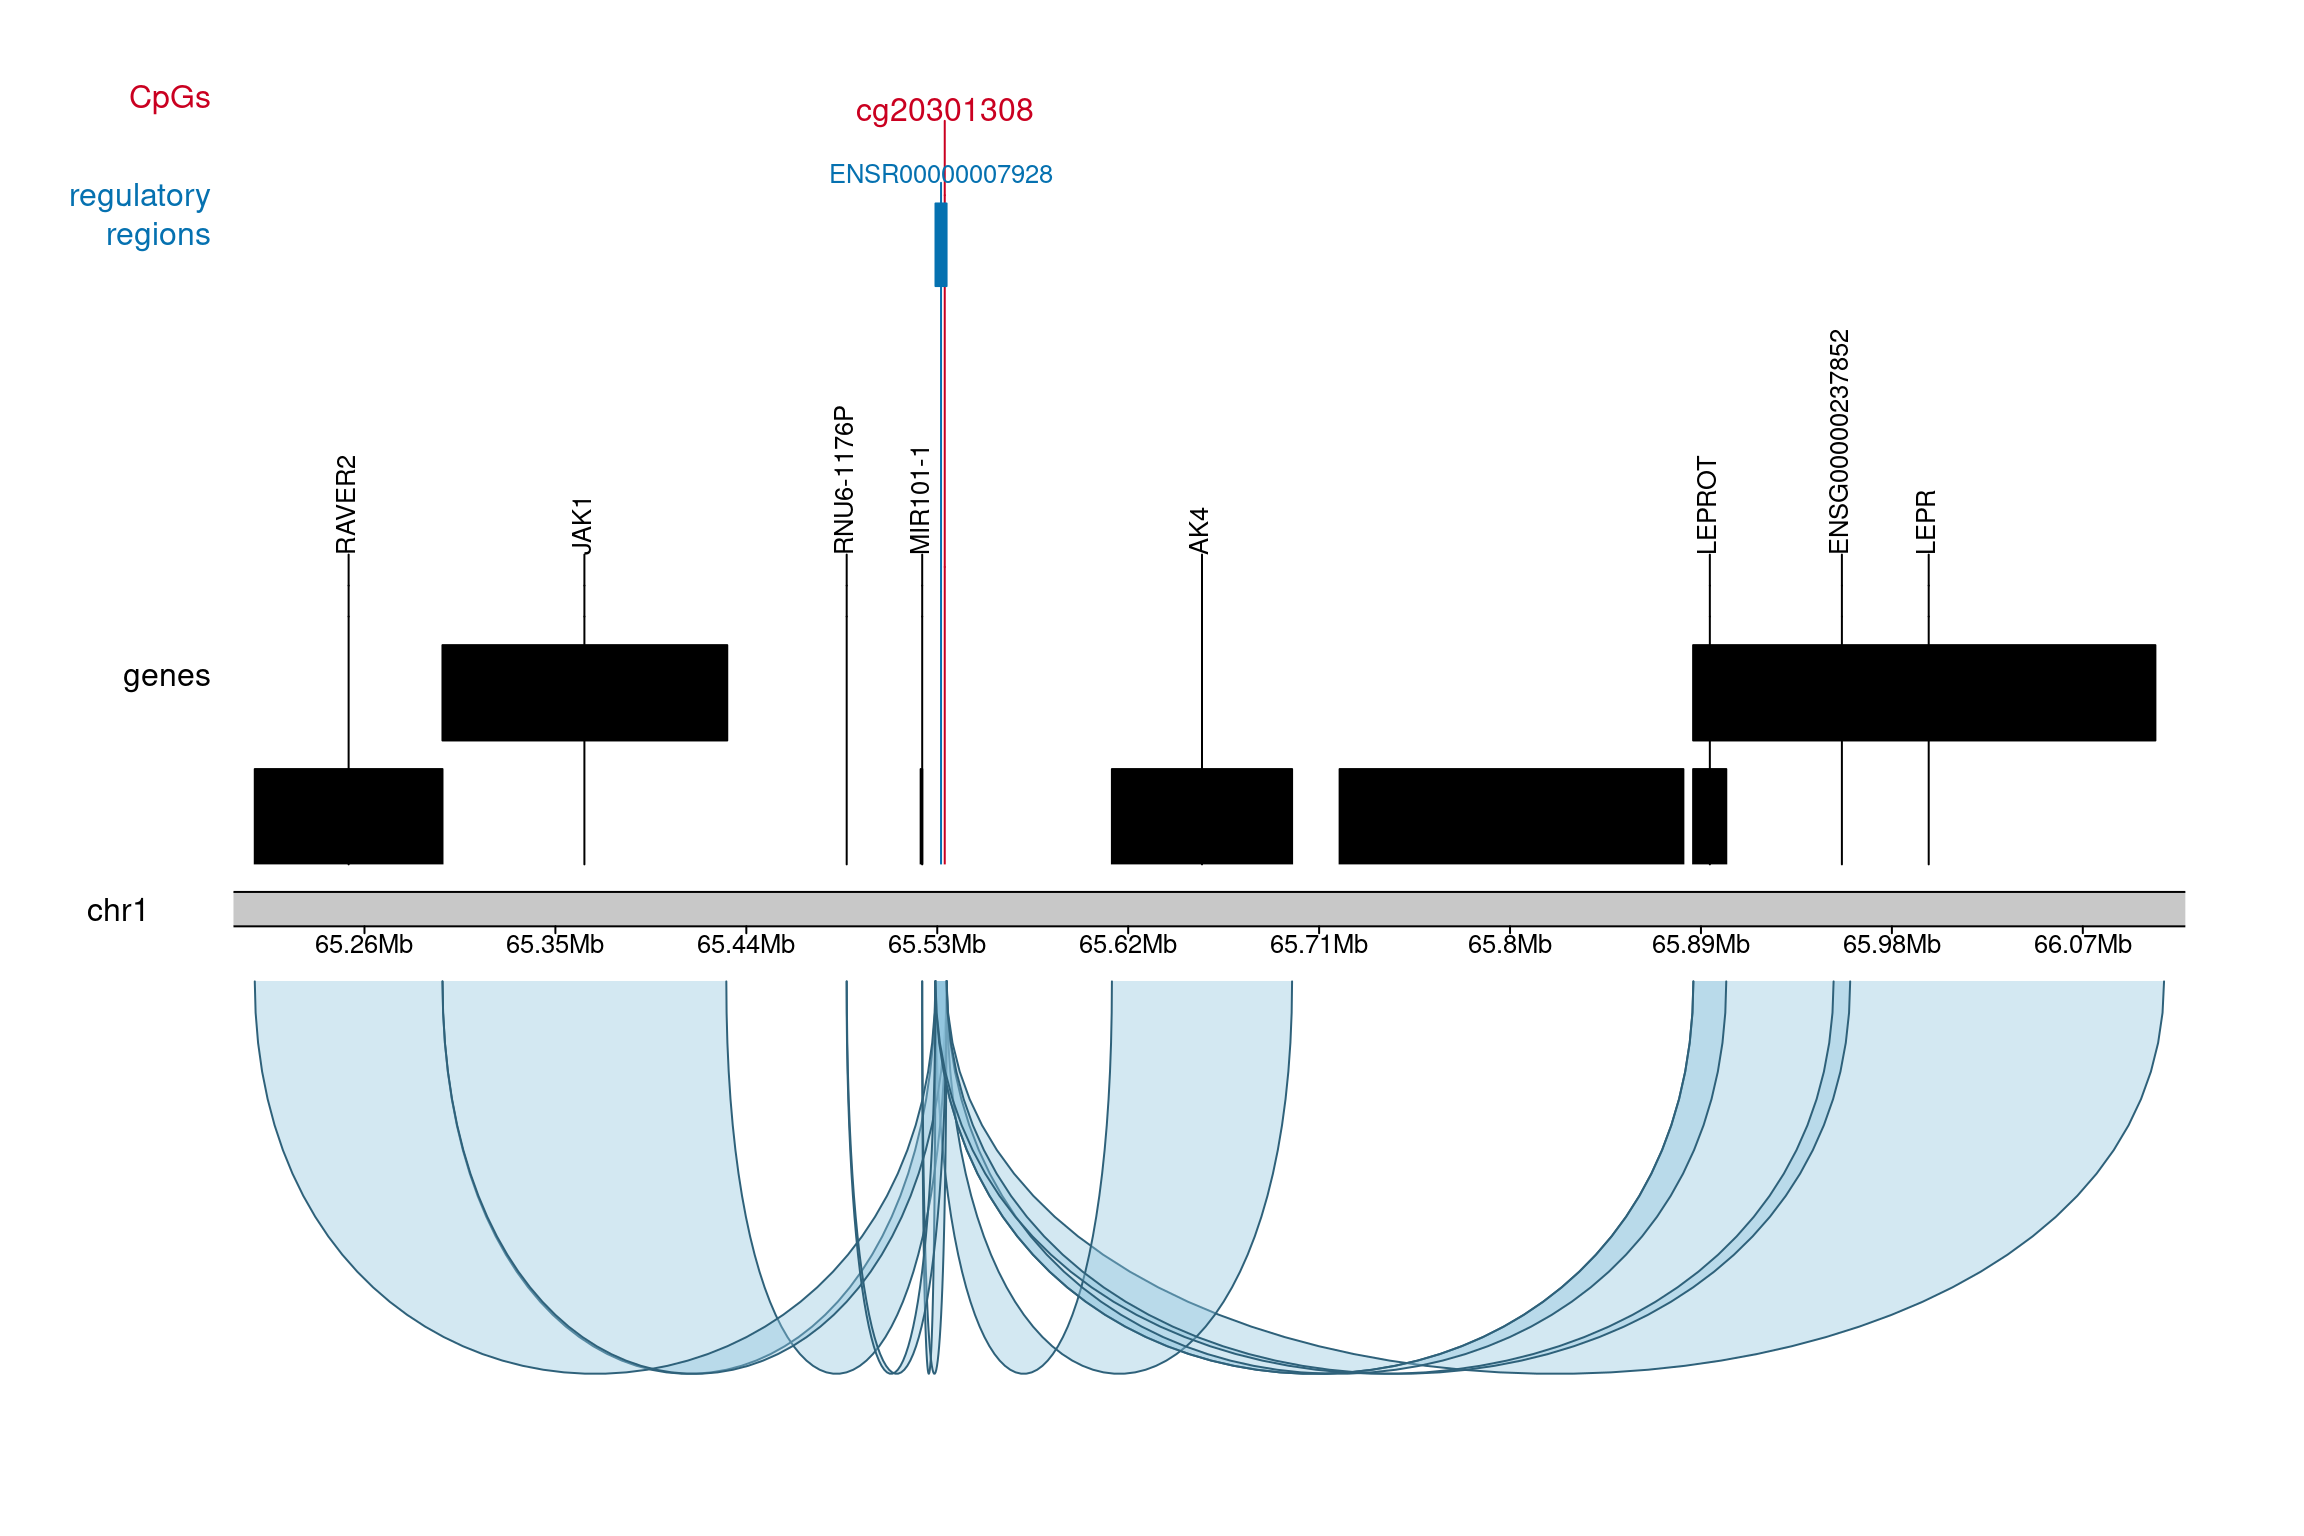 CpGs
cg20301308
ENSR00000007928
regulatory
regions
RAVER2
JAK1
RNU6-1176P
MIR101-1
AK4
LEPROT
ENSG00000237852
LEPR
genes
chr1
65.26Mb 65.35Mb 65.44Mb 65.53Mb 65.62Mb 65.71Mb 65.8Mb 65.89Mb 65.98Mb 66.07Mb